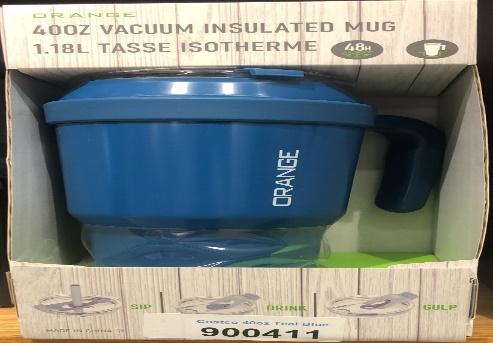 ORANGE
40OZ VACUUM INSULATED MUG
1.18L TASSE ISOTHERME
48H
ORANGE
SIP
DRINK
GULP
MADE IN CHINA
Costco 40oz Teal Blue
900411